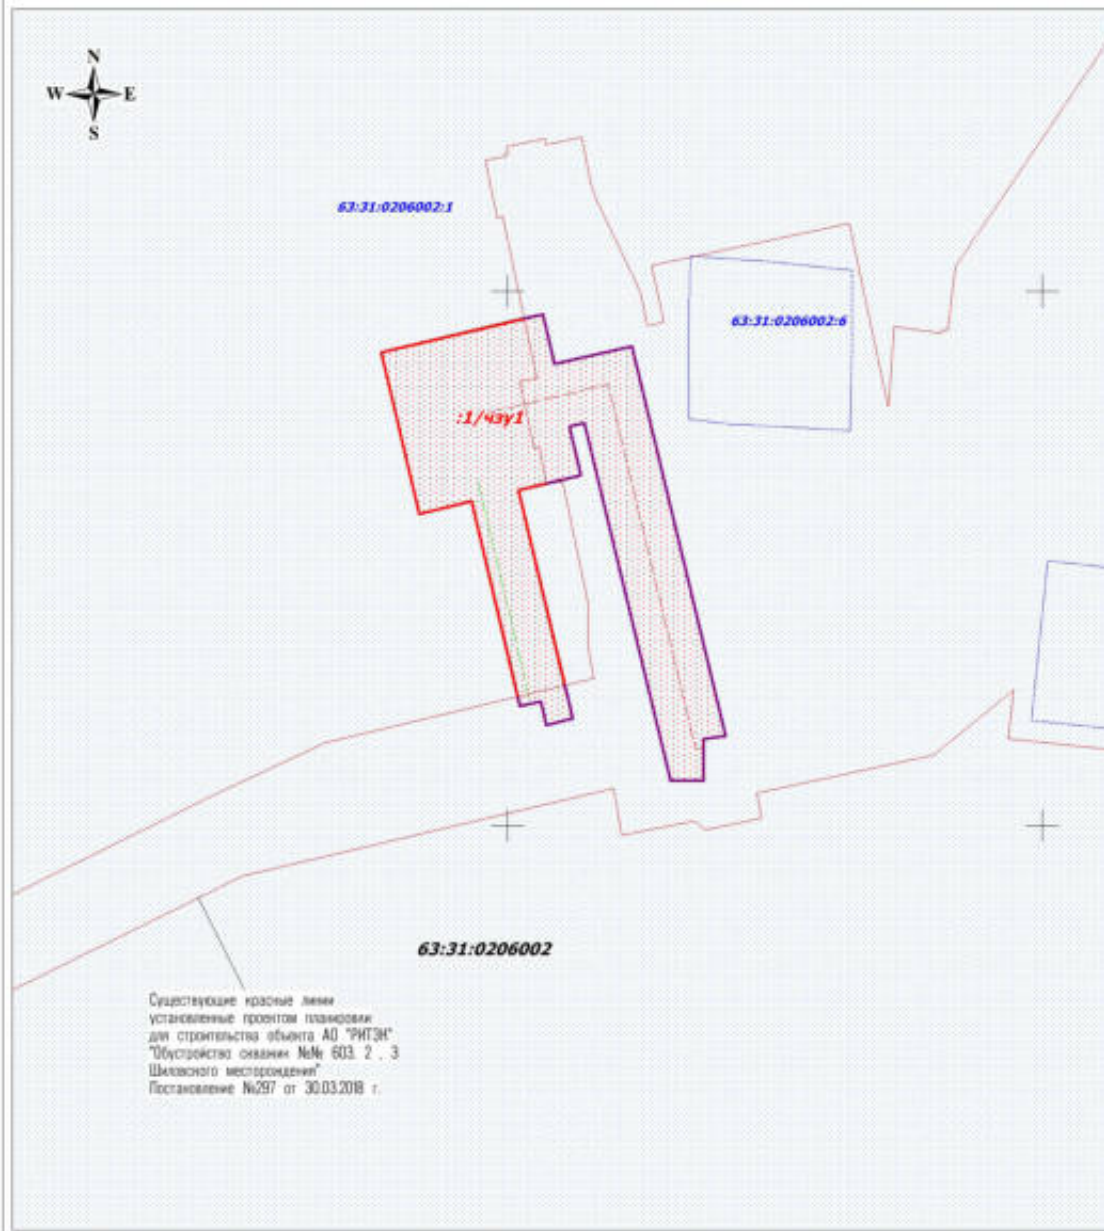 N
W E
S
63:31:0206002:1
63:31:0206002:6
:1/чзу1
63:31:0206002
Существующие красные линии
установленные проектом планировки
для строительства объекта АО "РИТЭК"
"Обустройство скважин №№ 603, 2 , 3
Шиловского месторождения"
Постановление №297 от 30.03.2018 г.